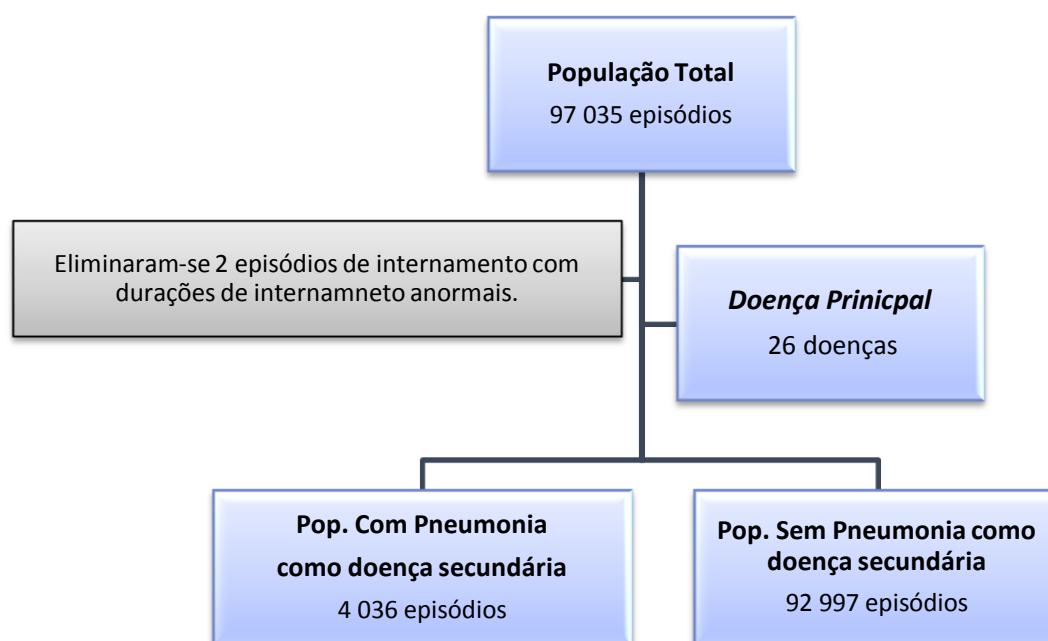 População Total
97 035 episódios
Eliminaram-se 2 episódios de internamento com
durações de internamneto anormais.
Doença Prinicpal
26 doenças
Pop. Com Pneumonia
como doença secundária
4 036 episódios
Pop. Sem Pneumonia como
doença secundária
92 997 episódios